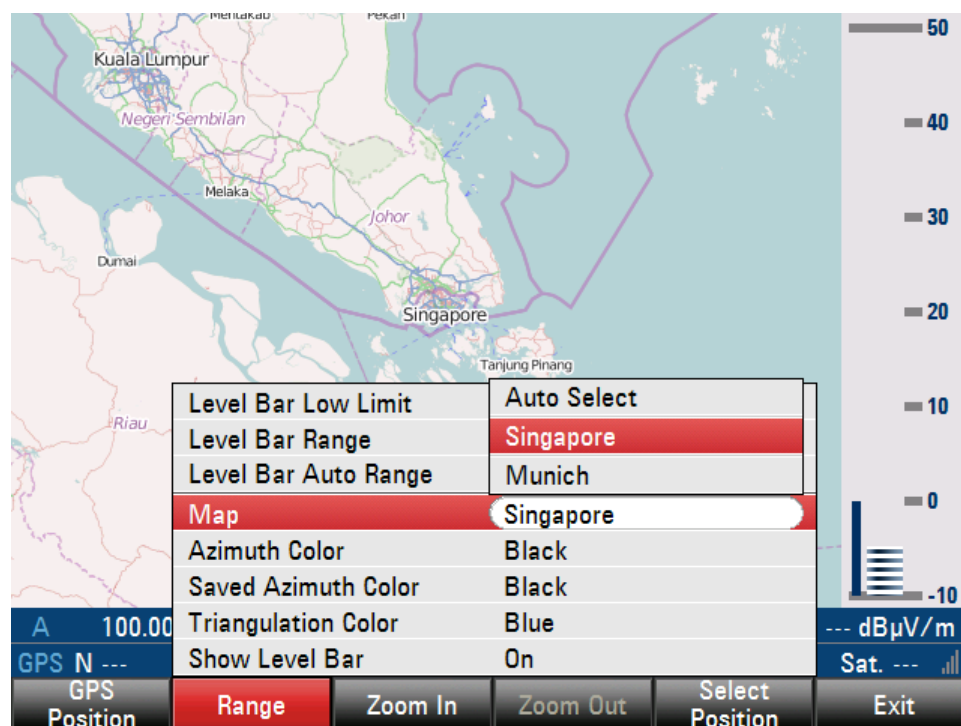 Mentakab
Pekan
Kuala Lumpur
Negeri Sembilan
Melaka
Johor
Dumai
Singapore
Tanjung Pinang
Riau
50
40
30
20
10
0
-10
Level Bar Low Limit
Level Bar Range
Level Bar Auto Range
Auto Select
Singapore
Munich
Map Singapore
Azimuth Color Black
Saved Azimuth Color Black
Triangulation Color Blue
Show Level Bar On
A 100.00 --- dBµV/m
GPS N --- Sat. ---
GPS Position
Range
Zoom In
Zoom Out
Select Position
Exit